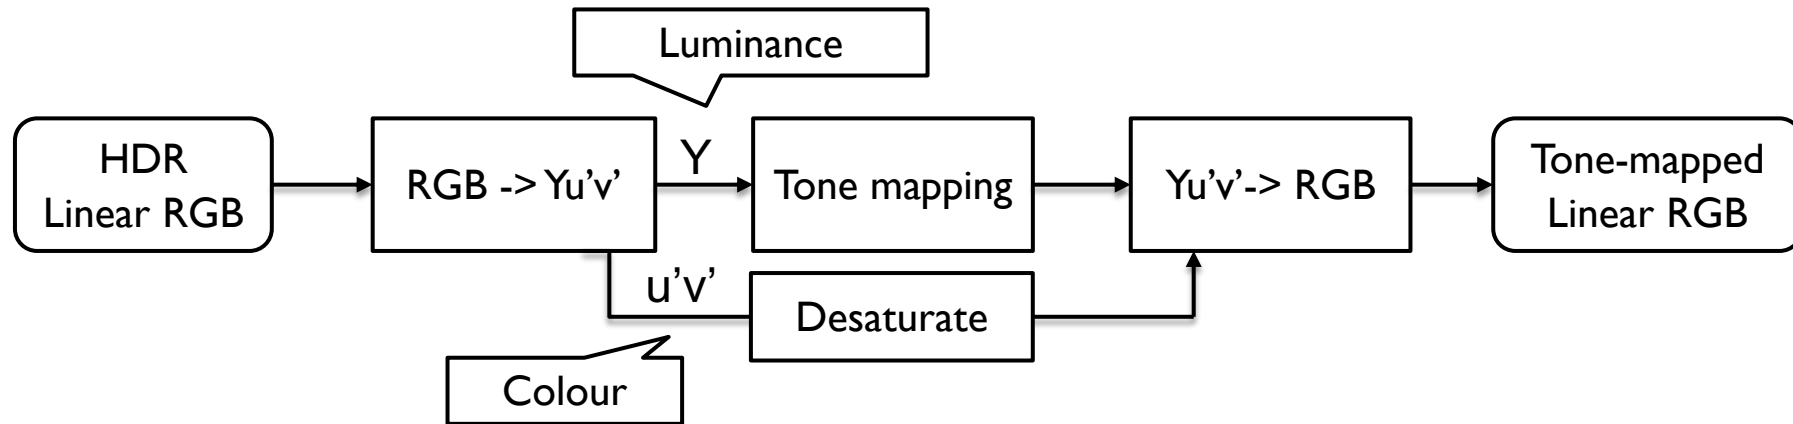 Luminance
HDR
Linear RGB
RGB -> Yu'v'
Y
Tone mapping
Yu'v'-> RGB
Tone-mapped
Linear RGB
u'v'
Desaturate
Colour